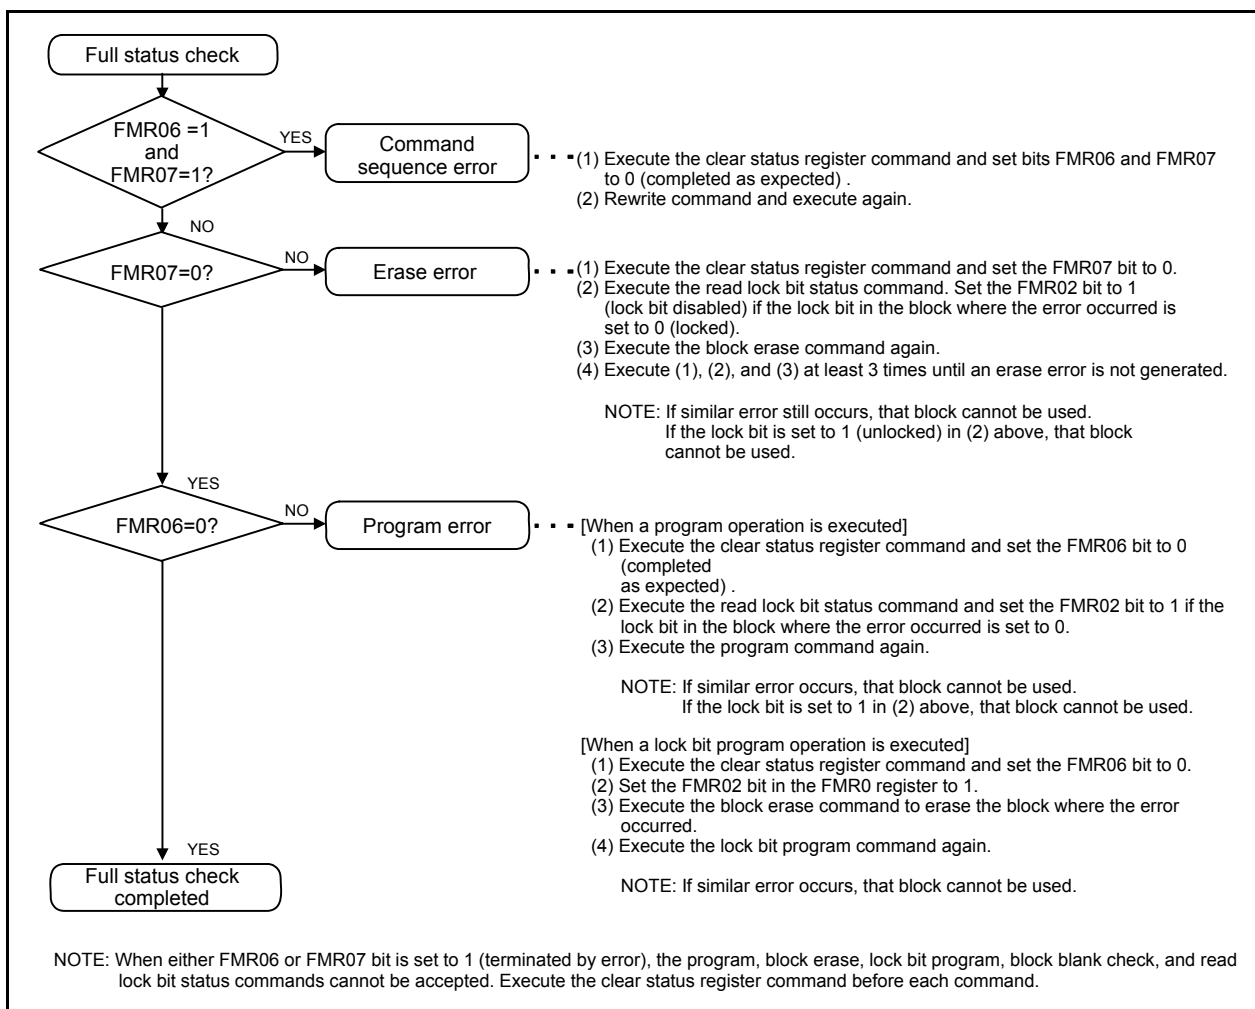 Full status check
FMR06 =1
and
FMR07=1?
YES
Command
sequence error
(1) Execute the clear status register command and set bits FMR06 and FMR07
to 0 (completed as expected) .
(2) Rewrite command and execute again.
NO
FMR07=0?
NO
Erase error
(1) Execute the clear status register command and set the FMR07 bit to 0.
(2) Execute the read lock bit status command. Set the FMR02 bit to 1
(lock bit disabled) if the lock bit in the block where the error occurred is
set to 0 (locked).
(3) Execute the block erase command again.
(4) Execute (1), (2), and (3) at least 3 times until an erase error is not generated.
NOTE: If similar error still occurs, that block cannot be used.
If the lock bit is set to 1 (unlocked) in (2) above, that block
cannot be used.
YES
FMR06=0?
NO
Program error
[When a program operation is executed]
(1) Execute the clear status register command and set the FMR06 bit to 0
(completed
as expected) .
(2) Execute the read lock bit status command and set the FMR02 bit to 1 if the
lock bit in the block where the error occurred is set to 0.
(3) Execute the program command again.
NOTE: If similar error occurs, that block cannot be used.
If the lock bit is set to 1 in (2) above, that block cannot be used.
[When a lock bit program operation is executed]
(1) Execute the clear status register command and set the FMR06 bit to 0.
(2) Set the FMR02 bit in the FMR0 register to 1.
(3) Execute the block erase command to erase the block where the error
occurred.
(4) Execute the lock bit program command again.
NOTE: If similar error occurs, that block cannot be used.
YES
Full status check
completed
NOTE: When either FMR06 or FMR07 bit is set to 1 (terminated by error), the program, block erase, lock bit program, block blank check, and read
lock bit status commands cannot be accepted. Execute the clear status register command before each command.